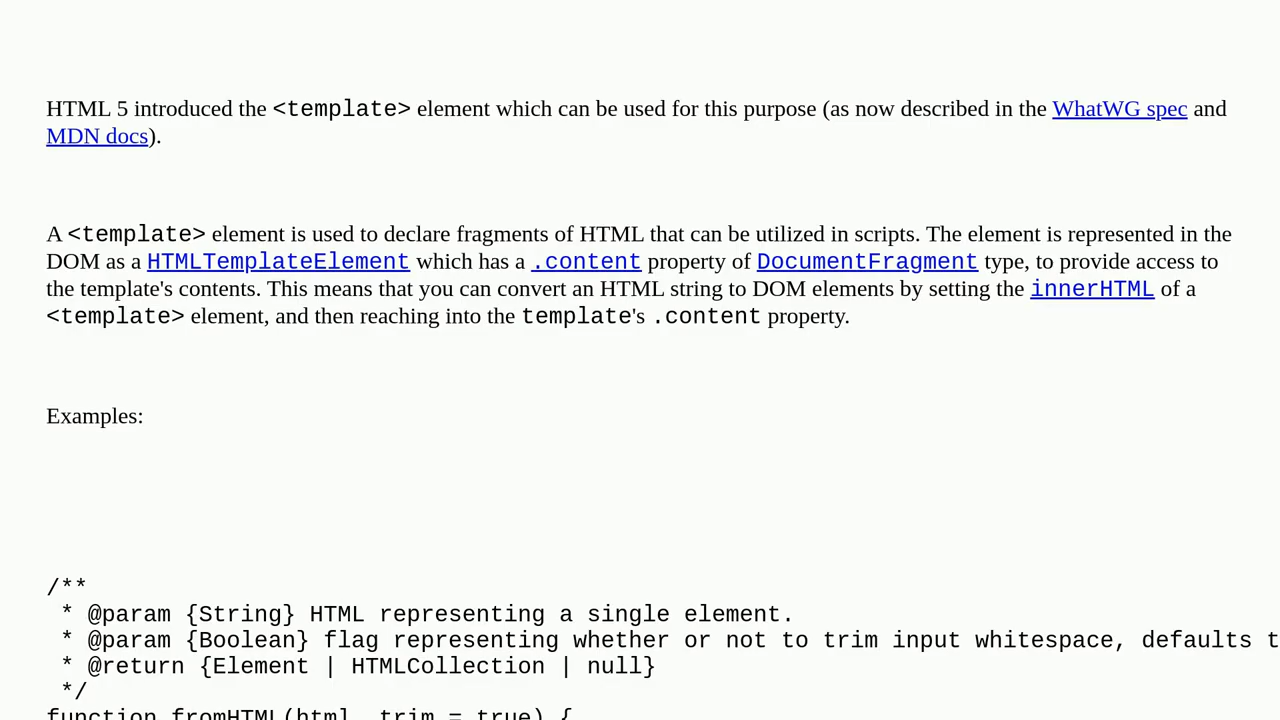 HTML 5 introduced the <template> element which can be used for this purpose (as now described in the WhatWG spec and
MDN docs).
A <template> element is used to declare fragments of HTML that can be utilized in scripts. The element is represented in the
DOM as a HTMLTemplateElement which has a .content property of DocumentFragment type, to provide access to
the template's contents. This means that you can convert an HTML string to DOM elements by setting the innerHTML of a
<template> element, and then reaching into the template's .content property.
Examples:
/**
 * @param {String} HTML representing a single element.
 * @param {Boolean} flag representing whether or not to trim input whitespace, defaults t
 * @return {Element | HTMLCollection | null}
 */
function fromHTML(html, trim = true) {